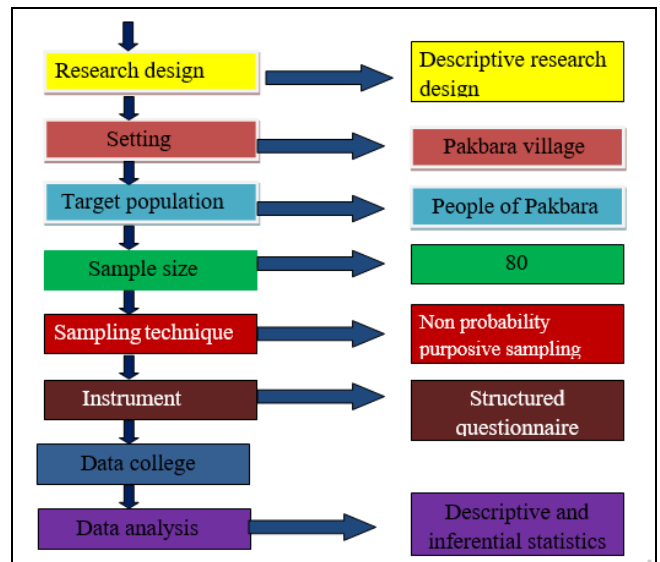 Research design
Descriptive research
design
Setting
Pakbara village
Target population
People of Pakbara
Sample size
80
Sampling technique
Non probability
purposive sampling
Instrument
Structured
questionnaire
Data college
Data analysis
Descriptive and
inferential statistics